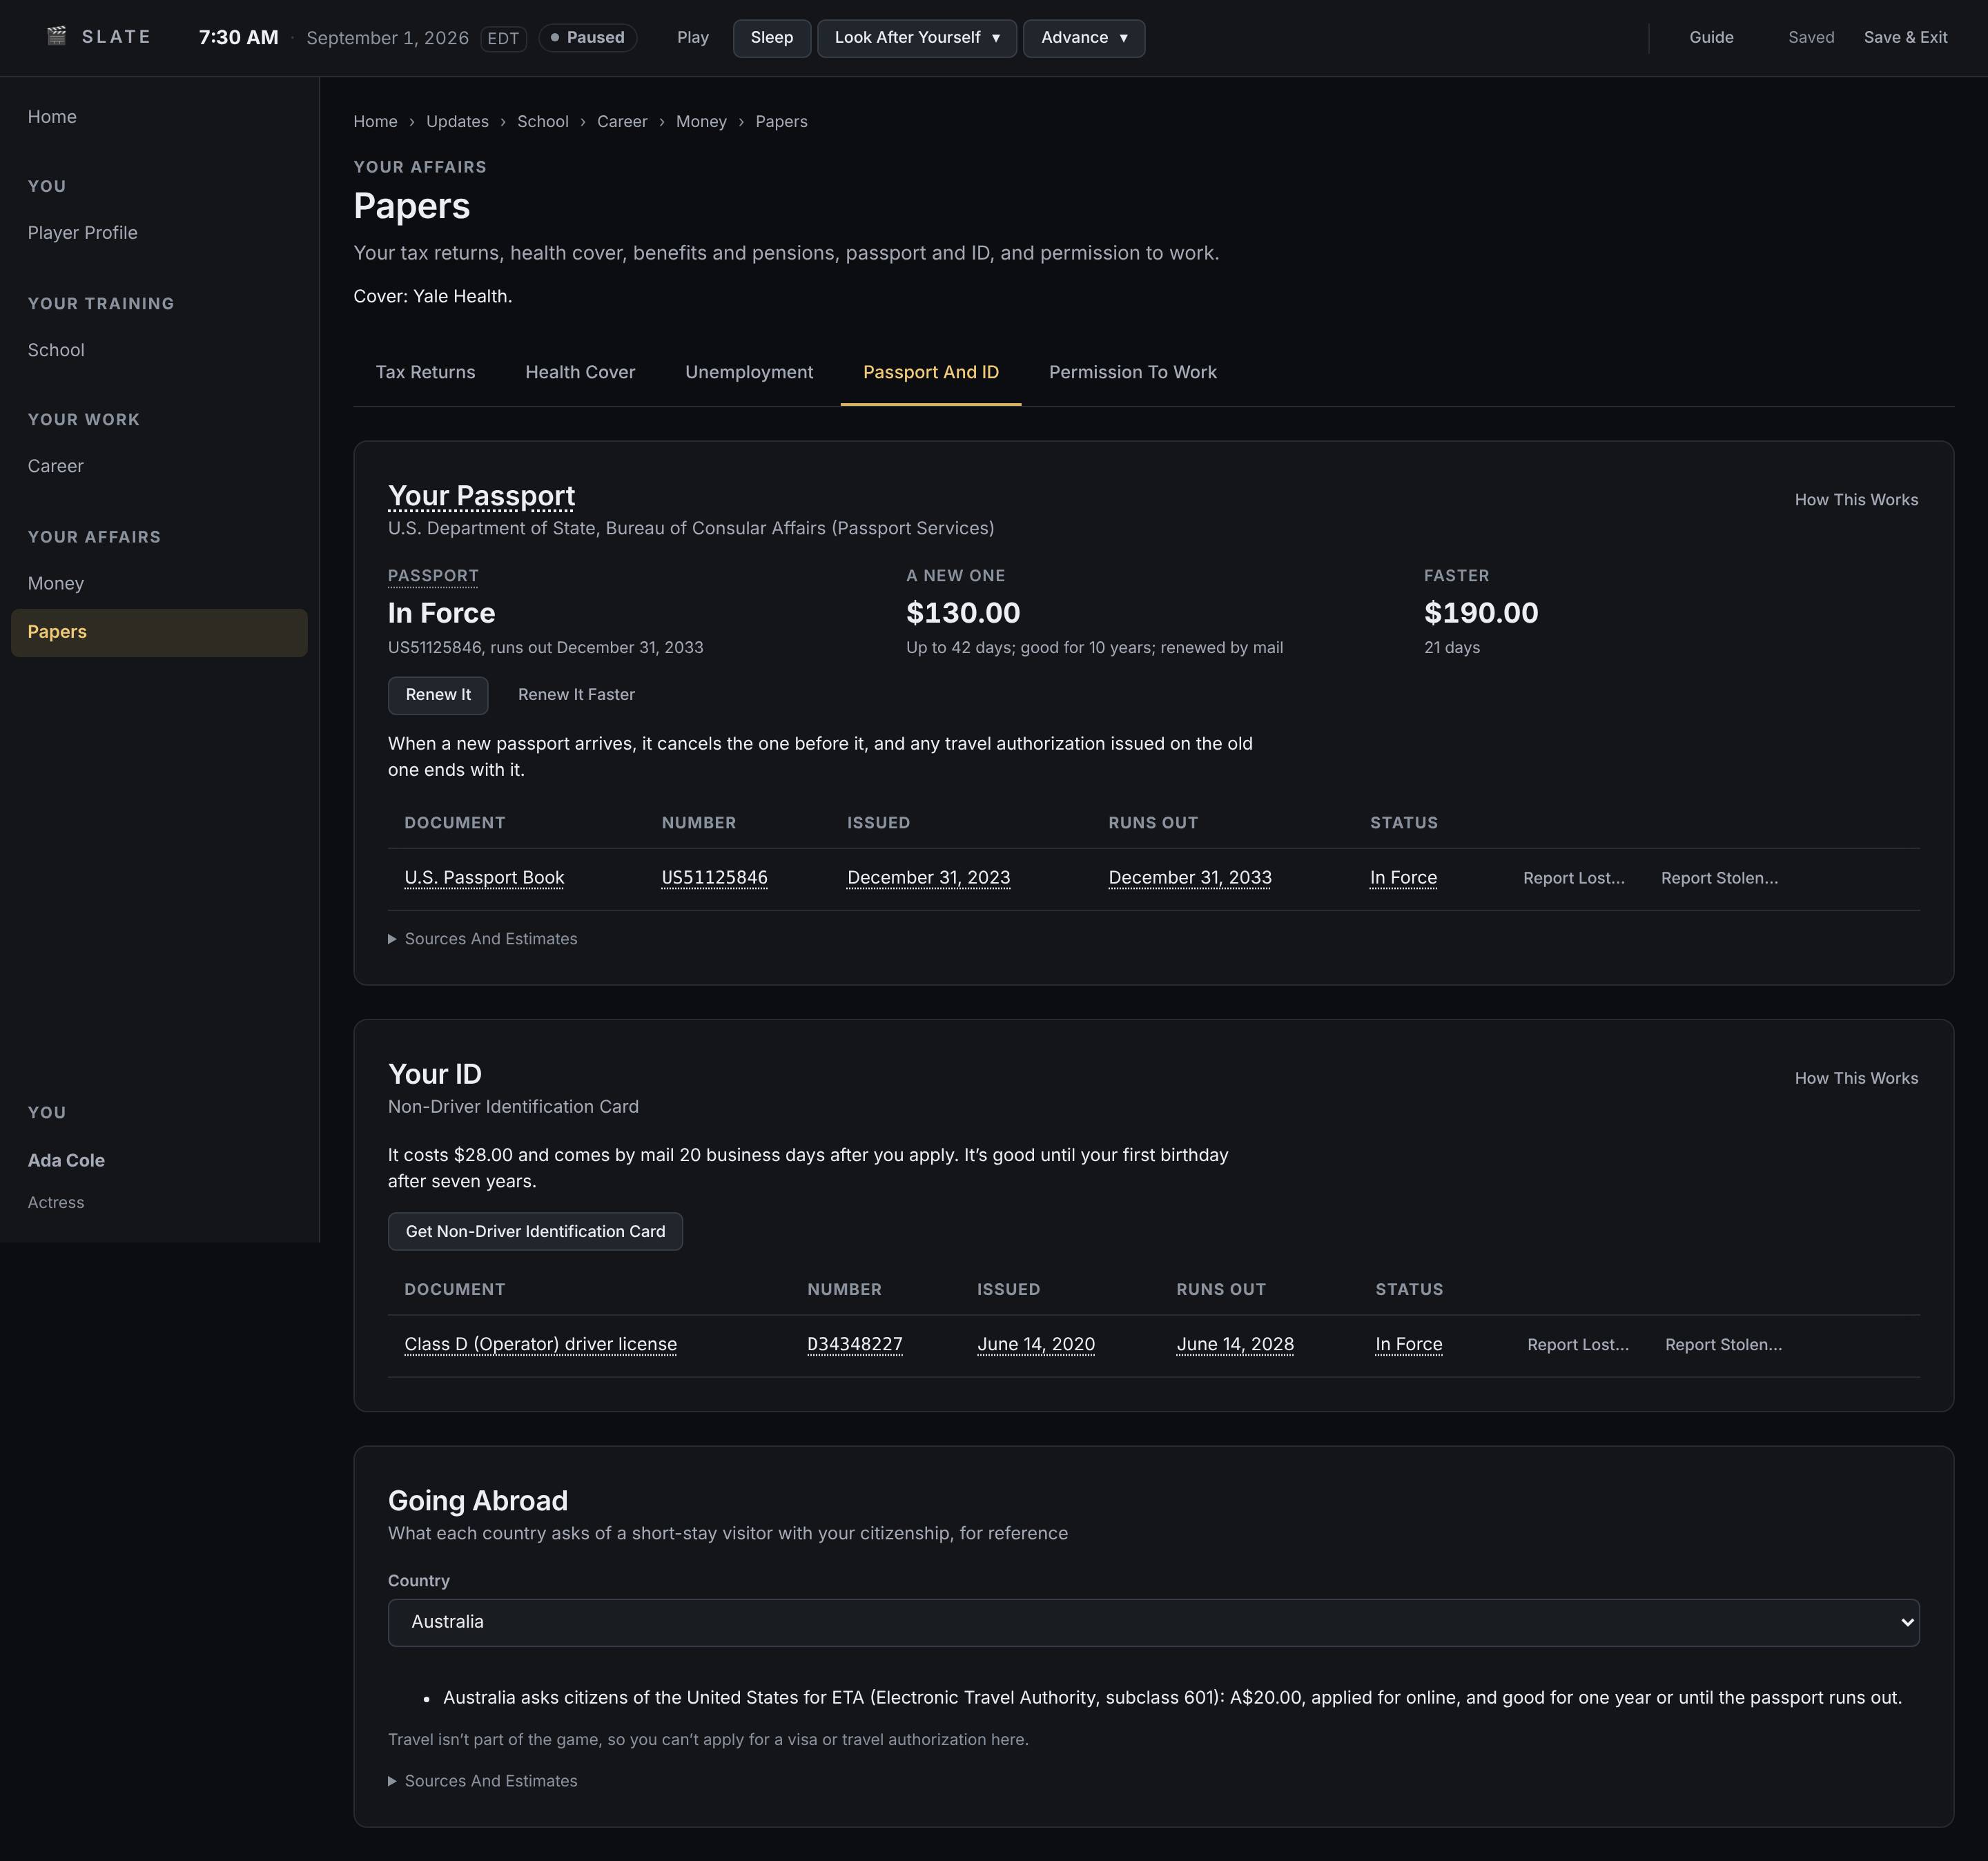 SLATE
7:30 AM · September 1, 2026 EDT Paused Play Sleep Look After Yourself ▾ Advance ▾ Guide Saved Save & Exit
Home
YOU
Player Profile
YOUR TRAINING
School
YOUR WORK
Career
YOUR AFFAIRS
Money
Papers
YOU
Ada Cole
Actress
Home › Updates › School › Career › Money › Papers
YOUR AFFAIRS
Papers
Your tax returns, health cover, benefits and pensions, passport and ID, and permission to work.
Cover: Yale Health.
Tax Returns Health Cover Unemployment Passport And ID Permission To Work
Your Passport How This Works
U.S. Department of State, Bureau of Consular Affairs (Passport Services)
PASSPORT A NEW ONE FASTER
In Force $130.00 $190.00
US51125846, runs out December 31, 2033 Up to 42 days; good for 10 years; renewed by mail 21 days
Renew It Renew It Faster
When a new passport arrives, it cancels the one before it, and any travel authorization issued on the old
one ends with it.
DOCUMENT NUMBER ISSUED RUNS OUT STATUS
U.S. Passport Book US51125846 December 31, 2023 December 31, 2033 In Force Report Lost... Report Stolen...
▶ Sources And Estimates
Your ID How This Works
Non-Driver Identification Card
It costs $28.00 and comes by mail 20 business days after you apply. It’s good until your first birthday
after seven years.
Get Non-Driver Identification Card
DOCUMENT NUMBER ISSUED RUNS OUT STATUS
Class D (Operator) driver license D34348227 June 14, 2020 June 14, 2028 In Force Report Lost... Report Stolen...
Going Abroad
What each country asks of a short-stay visitor with your citizenship, for reference
Country
Australia
• Australia asks citizens of the United States for ETA (Electronic Travel Authority, subclass 601): A$20.00, applied for online, and good for one year or until the passport runs out.
Travel isn’t part of the game, so you can’t apply for a visa or travel authorization here.
▶ Sources And Estimates